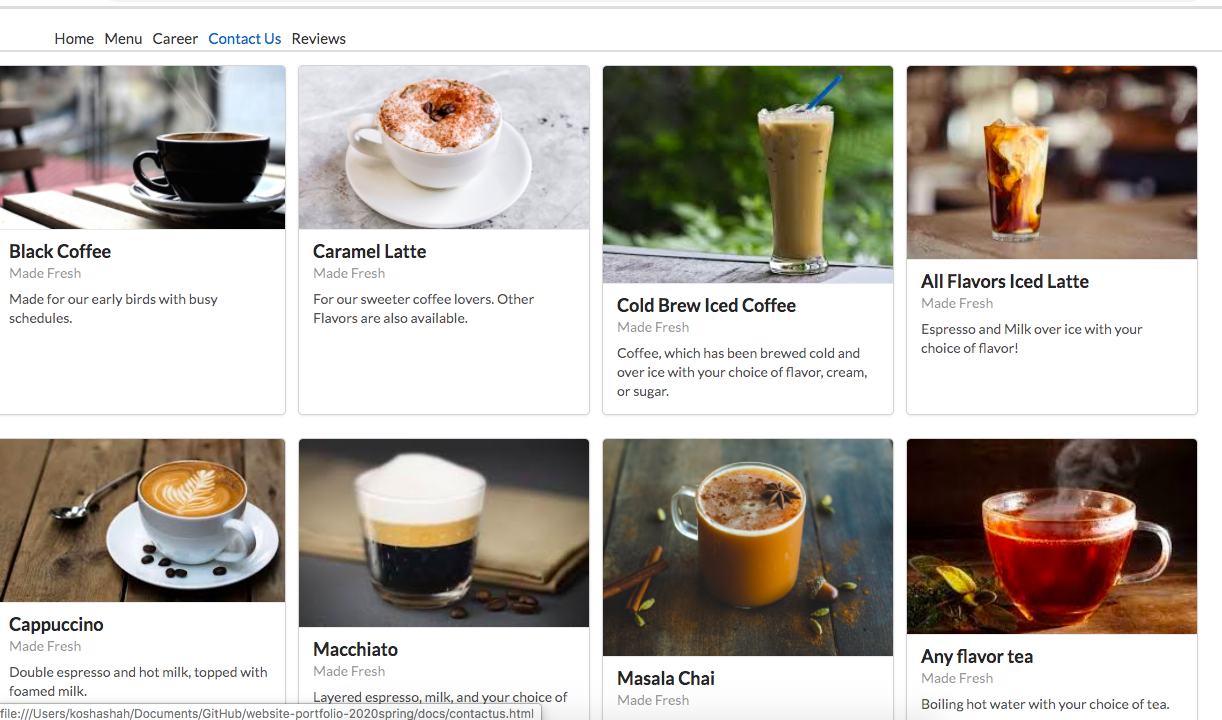 Home Menu Career Contact Us Reviews
Black Coffee
Made Fresh
Made for our early birds with busy
schedules.
Caramel Latte
Made Fresh
For our sweeter coffee lovers. Other
Flavors are also available.
Cold Brew Iced Coffee
Made Fresh
Coffee, which has been brewed cold and
over ice with your choice of flavor, cream,
or sugar.
All Flavors Iced Latte
Made Fresh
Espresso and Milk over ice with your
choice of flavor!
Cappuccino
Made Fresh
Double espresso and hot milk, topped with
foamed milk.
Macchiato
Made Fresh
Layered espresso, milk, and your choice of
Masala Chai
Made Fresh
Any flavor tea
Made Fresh
Boiling hot water with your choice of tea.
file:///Users/koshashah/Documents/GitHub/website-portfolio-2020spring/docs/contactus.html